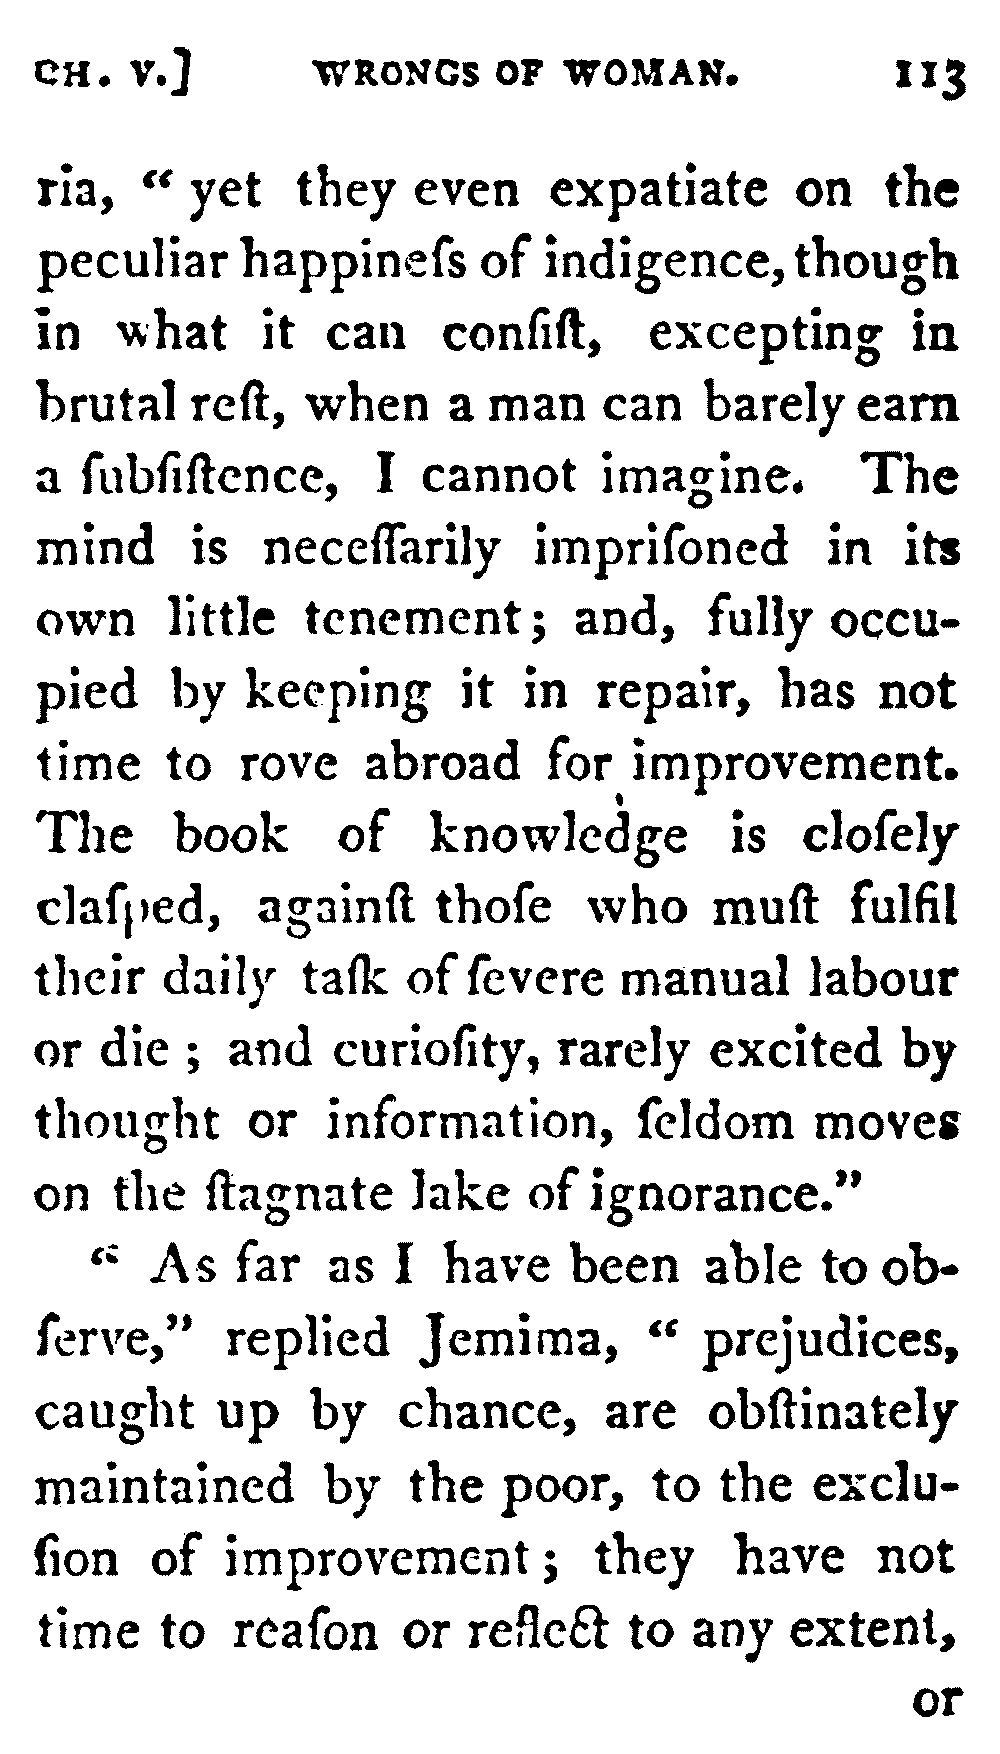 CH. V.] WRONGS OF WOMAN. 113
ria, “ yet they even expatiate on the
peculiar happineſs of indigence, though
in what it can conſiſt, excepting in
brutal reſt, when a man can barely earn
a ſubſiſtence, I cannot imagine. The
mind is neceſſarily impriſoned in its
own little tenement ; and, fully occu-
pied by keeping it in repair, has not
time to rove abroad for improvement.
The book of knowledge is cloſely
claſped, againſt thoſe who muſt fulfil
their daily taſk of ſevere manual labour
or die ; and curioſity, rarely excited by
thought or information, ſeldom moves
on the ſtagnate lake of ignorance.”
“ As far as I have been able to ob-
ſerve,” replied Jemima, “ prejudices,
caught up by chance, are obſtinately
maintained by the poor, to the exclu-
ſion of improvement ; they have not
time to reaſon or reflect to any extent,
or